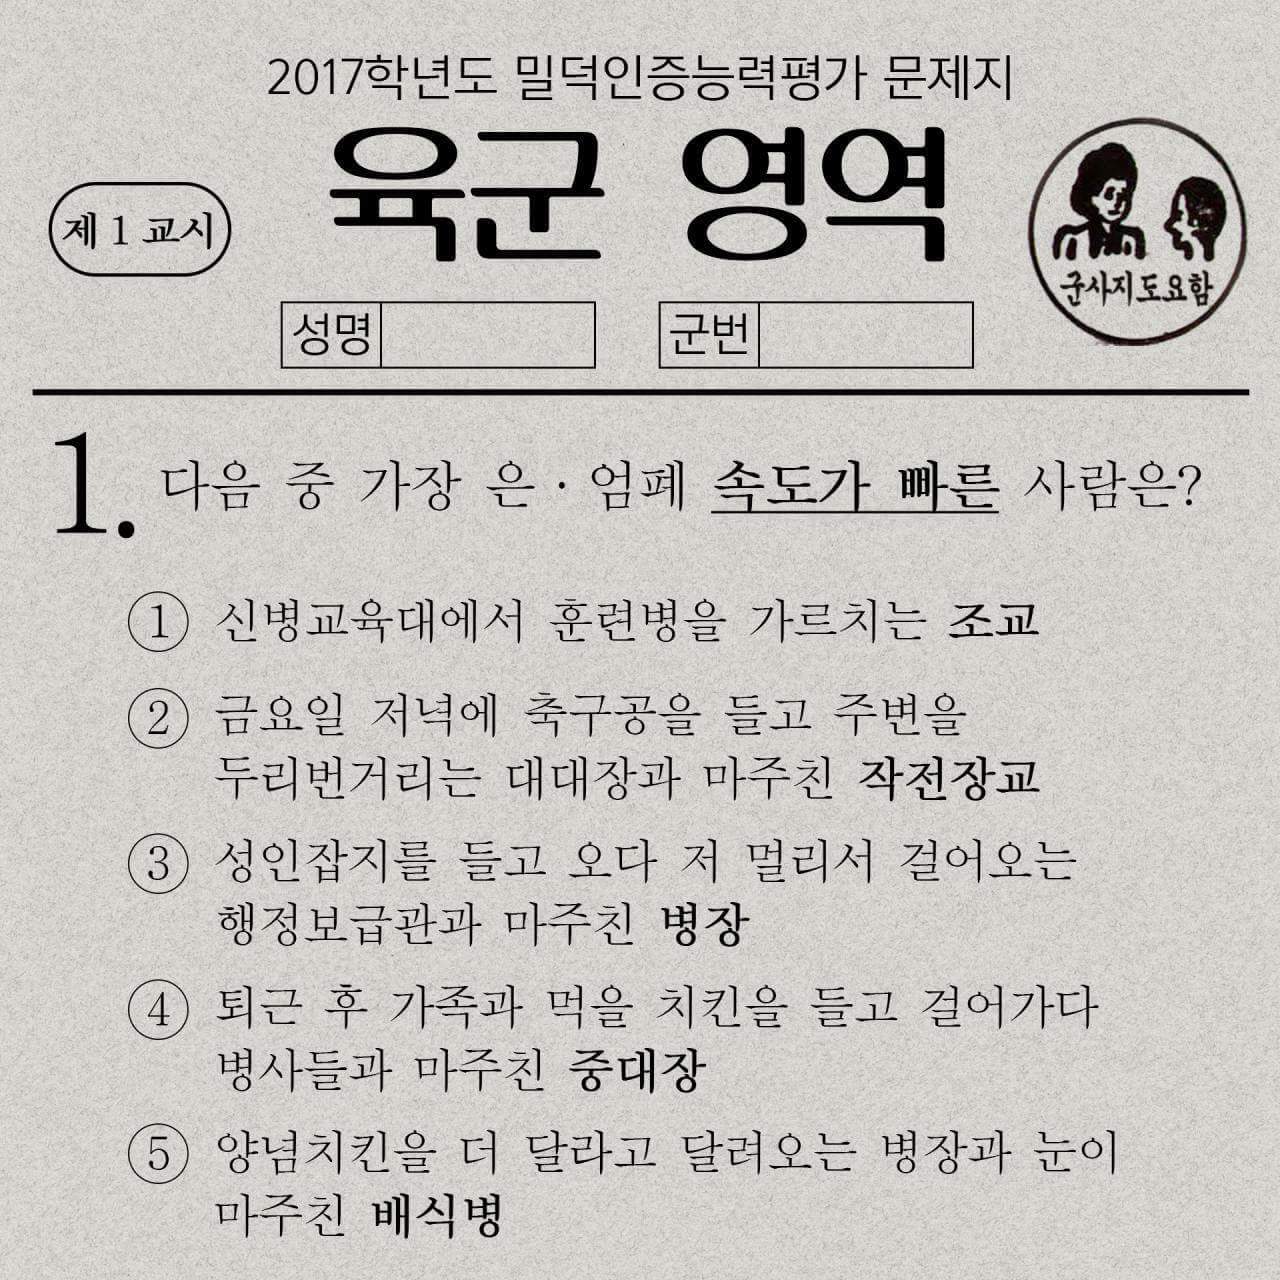 2017학년도 밀덕인증능력평가 문제지
제 1 교시
육군 영역
군사지도요함
성명
군번
1. 다음 중 가장 은·엄폐 속도가 빠른 사람은?
① 신병교육대에서 훈련병을 가르치는 조교
② 금요일 저녁에 축구공을 들고 주변을
두리번거리는 대대장과 마주친 작전장교
③ 성인잡지를 들고 오다 저 멀리서 걸어오는
행정보급관과 마주친 병장
④ 퇴근 후 가족과 먹을 치킨을 들고 걸어가다
병사들과 마주친 중대장
⑤ 양념치킨을 더 달라고 달려오는 병장과 눈이
마주친 배식병